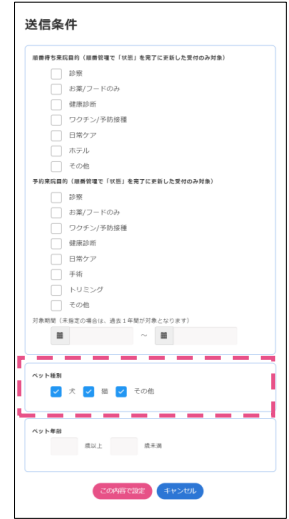 送信条件
順番待ち来院目的（順番管理で「状態」を完了に更新した受付のみ対象）
診察
お薬/フードのみ
健康診断
ワクチン/予防接種
日常ケア
ホテル
その他
予約来院目的（順番管理で「状態」を完了に更新した受付のみ対象）
診察
お薬/フードのみ
ワクチン/予防接種
健康診断
日常ケア
手術
トリミング
その他
対象期間（未指定の場合は、過去１年間が対象となります）
～
ペット種別
犬 猫 その他
ペット年齢
歳以上 歳未満
この内容で設定 キャンセル